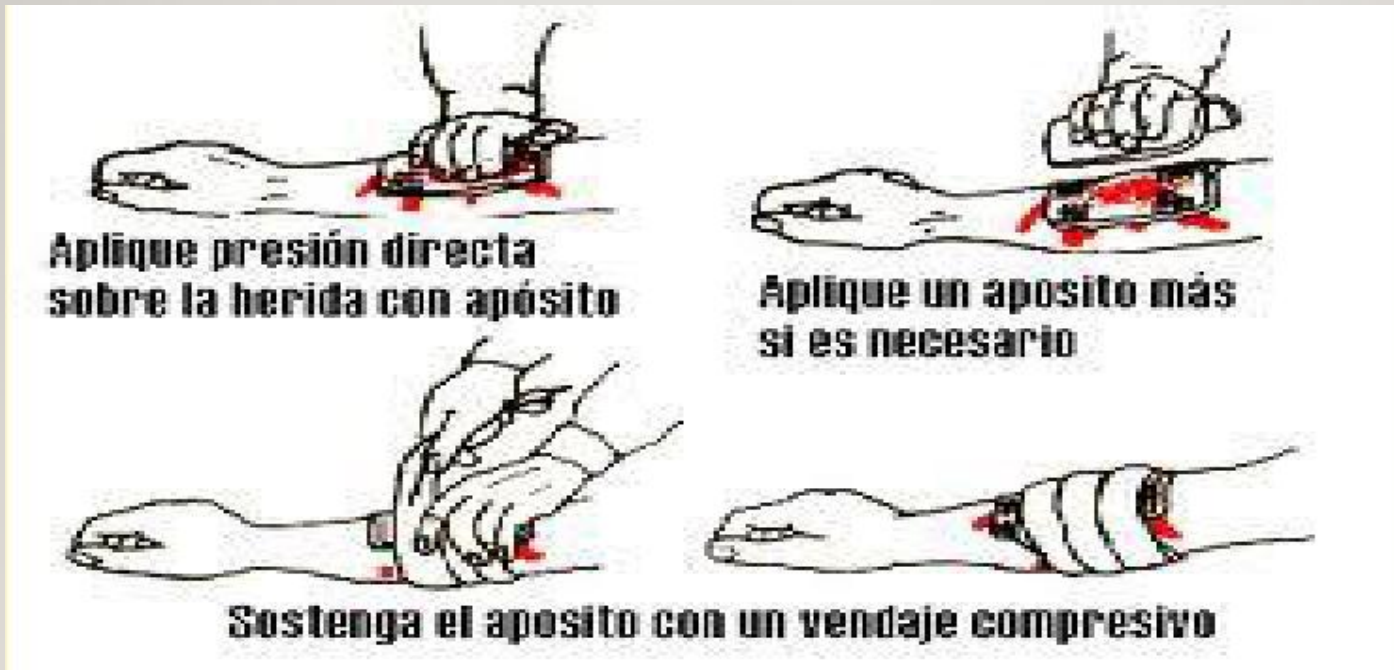 Aplique presión directa
sobre la herida con apósito
Aplique un aposito más
si es necesario
Sostenga el aposito con un vendaje compresivo